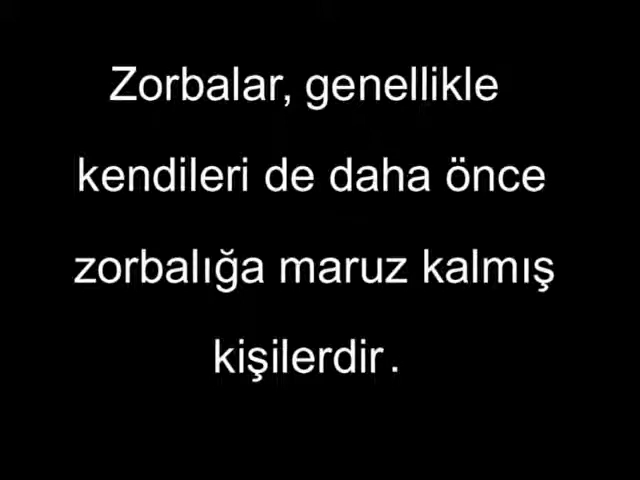 Zorbalar, genellikle
kendileri de daha önce
zorbalığa maruz kalmış
kişilerdir.